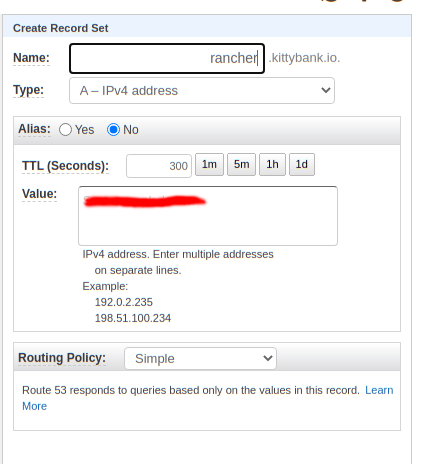 Create Record Set
Name: rancher .kittybank.io.
Type: A – IPv4 address
Alias: Yes No
TTL (Seconds): 300 1m 5m 1h 1d
Value:
IPv4 address. Enter multiple addresses
on separate lines.
Example:
192.0.2.235
198.51.100.234
Routing Policy: Simple
Route 53 responds to queries based only on the values in this record. Learn
More